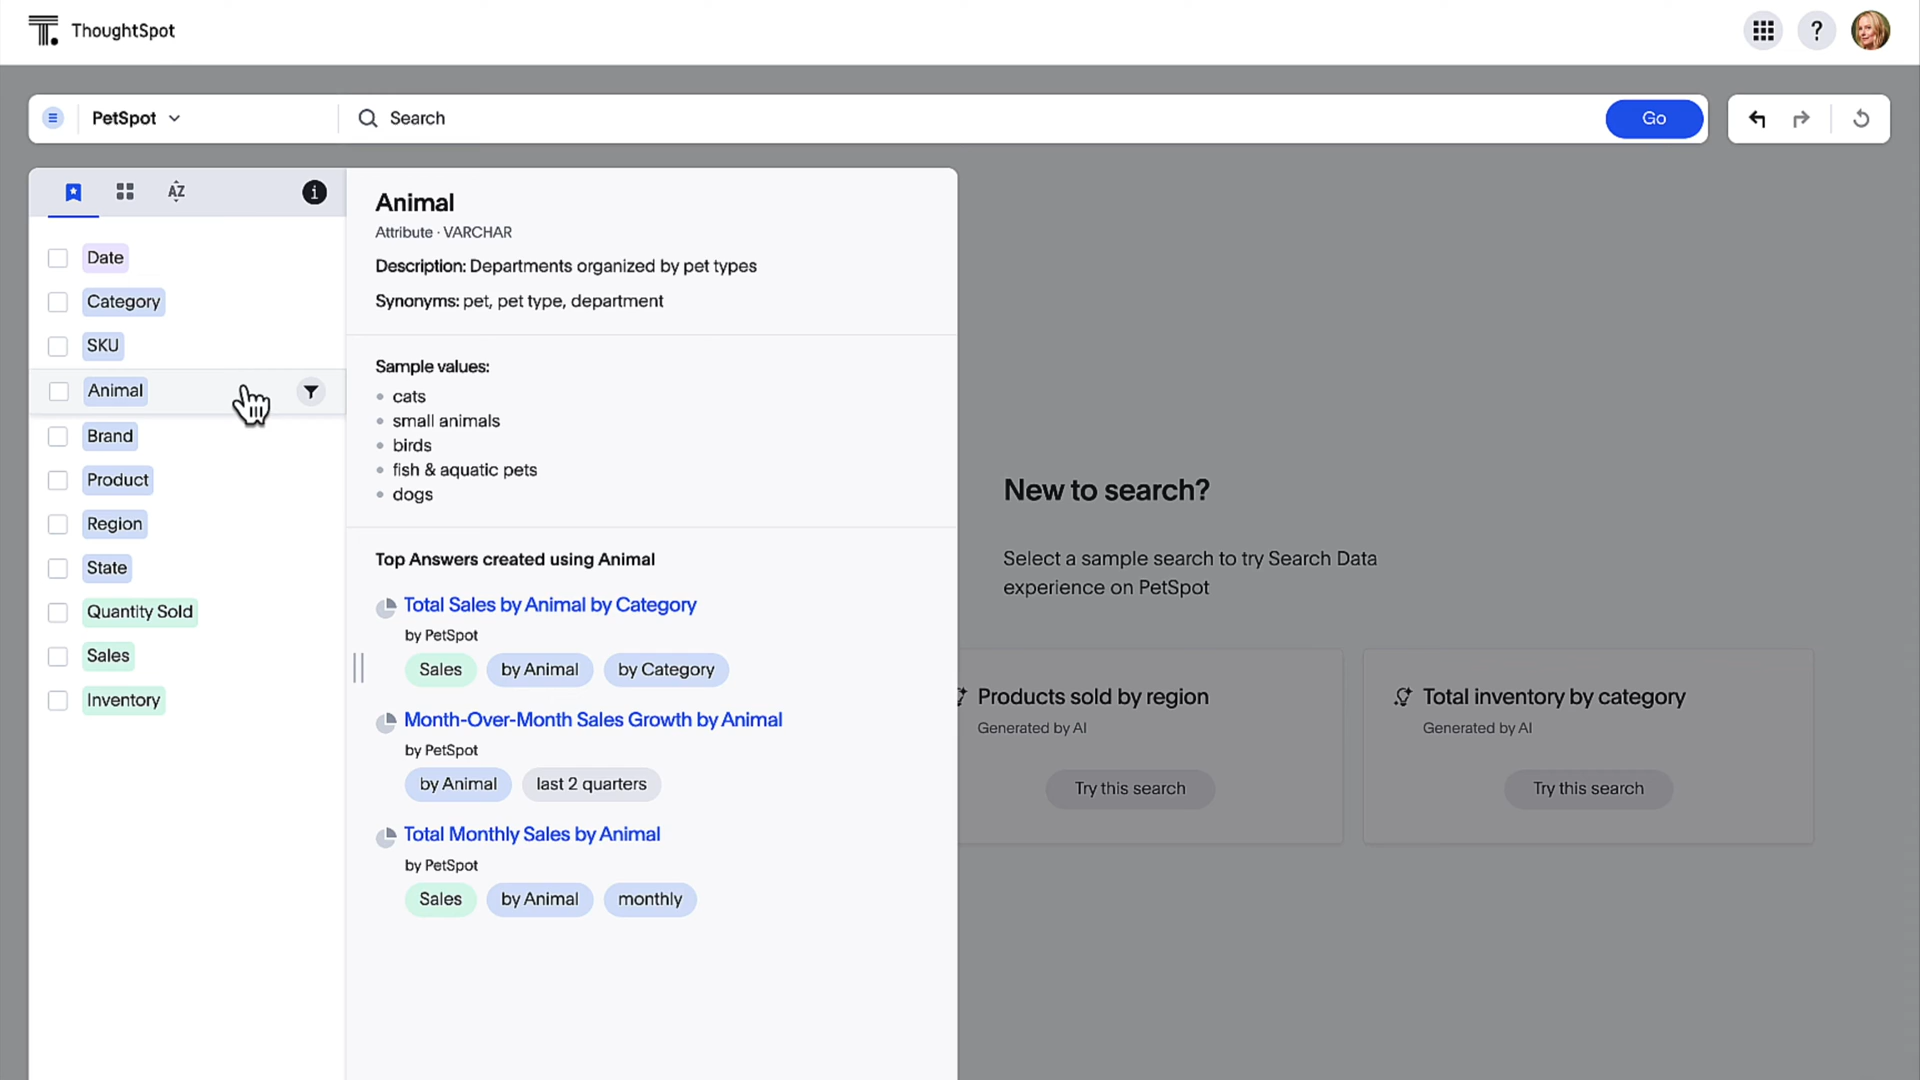 ThoughtSpot
?
PetSpot
Search
Go
AZ
i
Date
Category
SKU
Animal
Brand
Product
Region
State
Quantity Sold
Sales
Inventory
Animal
Attribute · VARCHAR
Description: Departments organized by pet types
Synonyms: pet, pet type, department
Sample values:
cats
small animals
birds
fish & aquatic pets
dogs
Top Answers created using Animal
Total Sales by Animal by Category
by PetSpot
Sales by Animal by Category
Month-Over-Month Sales Growth by Animal
by PetSpot
by Animal last 2 quarters
Total Monthly Sales by Animal
by PetSpot
Sales by Animal monthly
New to search?
Select a sample search to try Search Data
experience on PetSpot
Products sold by region
Generated by AI
Try this search
Total inventory by category
Generated by AI
Try this search